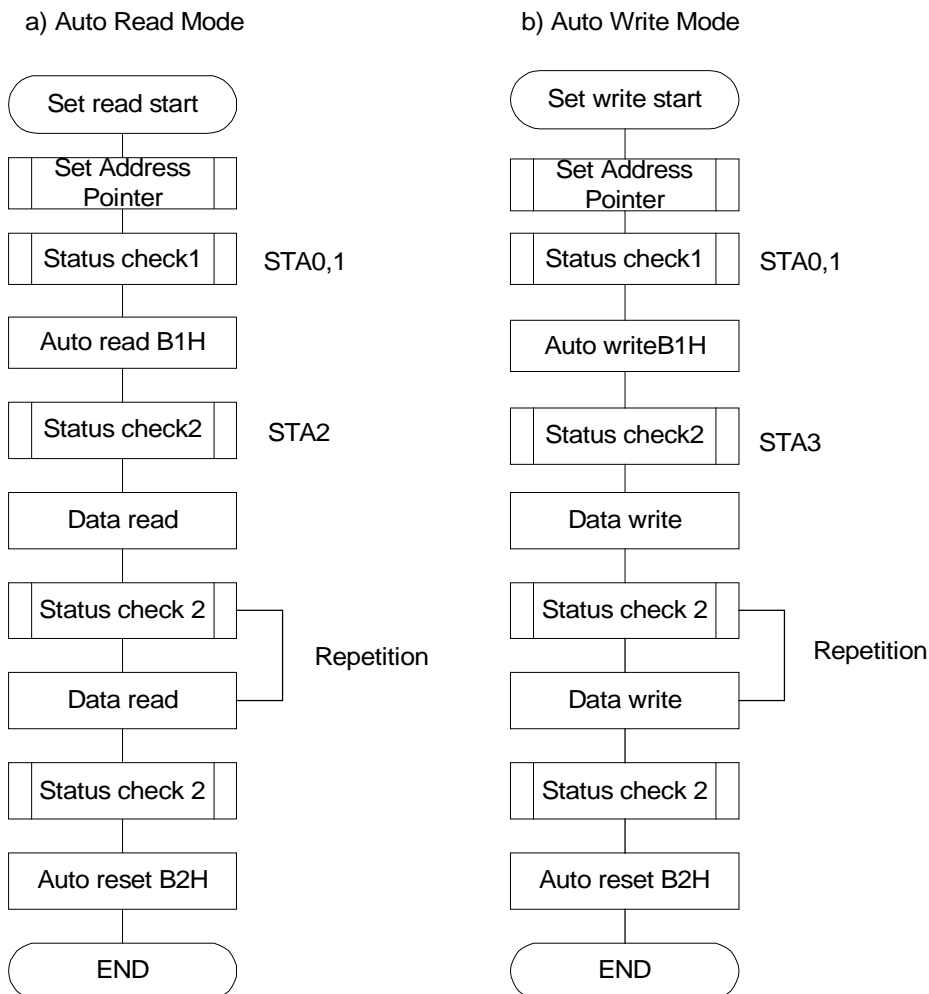 a) Auto Read Mode
Set read start
Set Address
Pointer
Status check1
STA0,1
Auto read B1H
Status check2
STA2
Data read
Status check 2
Repetition
Data read
Status check 2
Auto reset B2H
END
b) Auto Write Mode
Set write start
Set Address
Pointer
Status check1
STA0,1
Auto writeB1H
Status check2
STA3
Data write
Status check 2
Repetition
Data write
Status check 2
Auto reset B2H
END